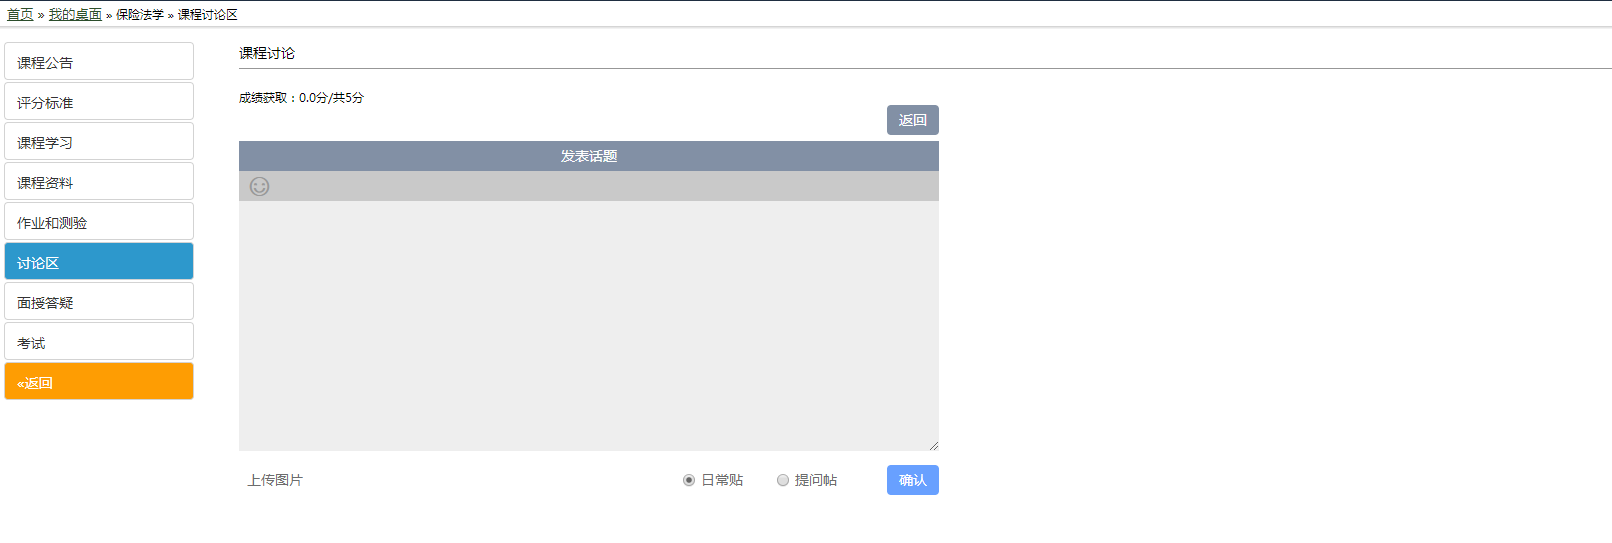 首页 » 我的桌面 » 保险法学 » 课程讨论区
课程公告
评分标准
课程学习
课程资料
作业和测验
讨论区
面授答疑
考试
«返回
课程讨论
成绩获取：0.0分/共5分
返回
发表话题
上传图片
日常贴
提问帖
确认